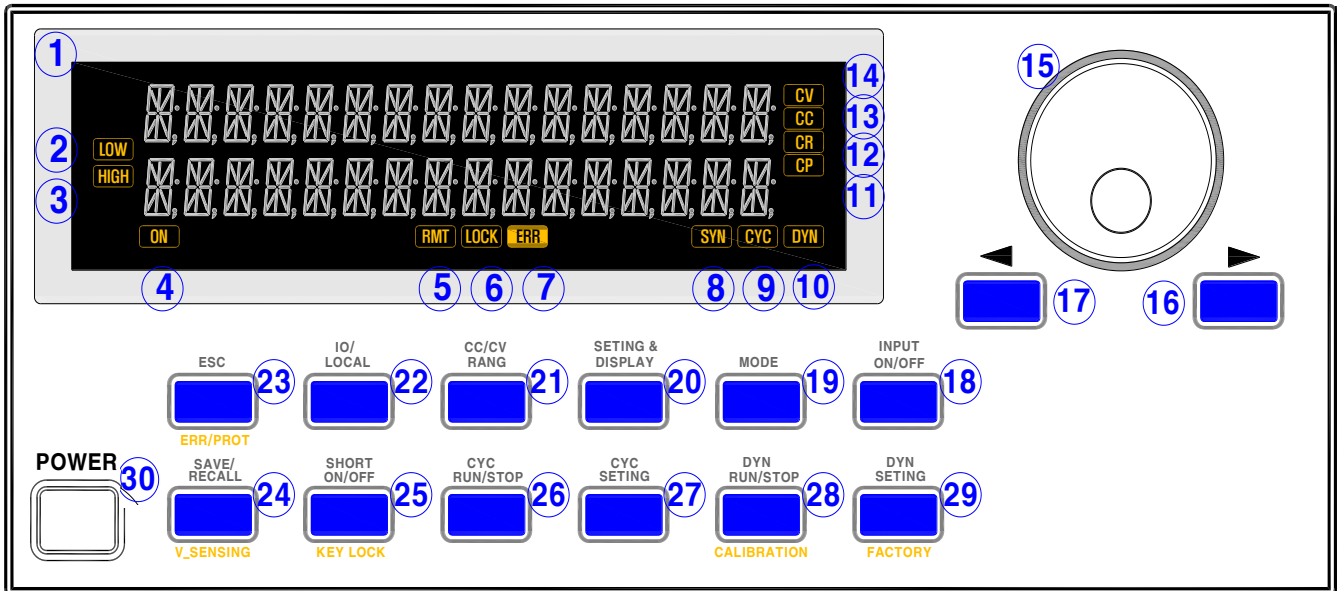 1
14
CV
13
CC
2
LOW
CR
12
HIGH
CP
3
11
ON
RMT
LOCK
ERR
SYN
CYC
DYN
4
5
6
7
8
9
10
15
17
16
ESC
IO/
LOCAL
CC/CV
RANG
SETING &
DISPLAY
MODE
INPUT
ON/OFF
23
22
21
20
19
18
ERR/PROT
POWER
30
SAVE/
RECALL
SHORT
ON/OFF
CYC
RUN/STOP
CYC
SETING
DYN
RUN/STOP
DYN
SETING
24
25
26
27
28
29
V_SENSING
KEY LOCK
CALIBRATION
FACTORY